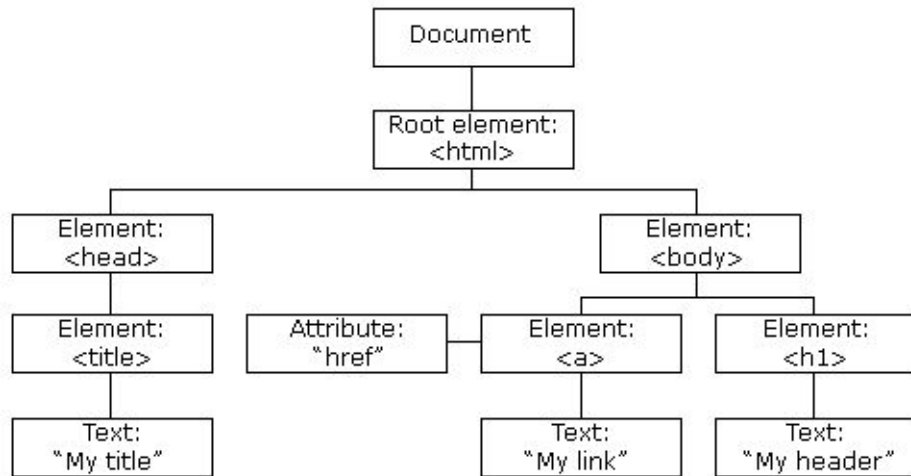 Document
Root element:
<html>
Element:
<head>
Element:
<body>
Element:
<title>
Attribute:
“href”
Element:
<a>
Element:
<h1>
Text:
“My title”
Text:
“My link”
Text:
“My header”